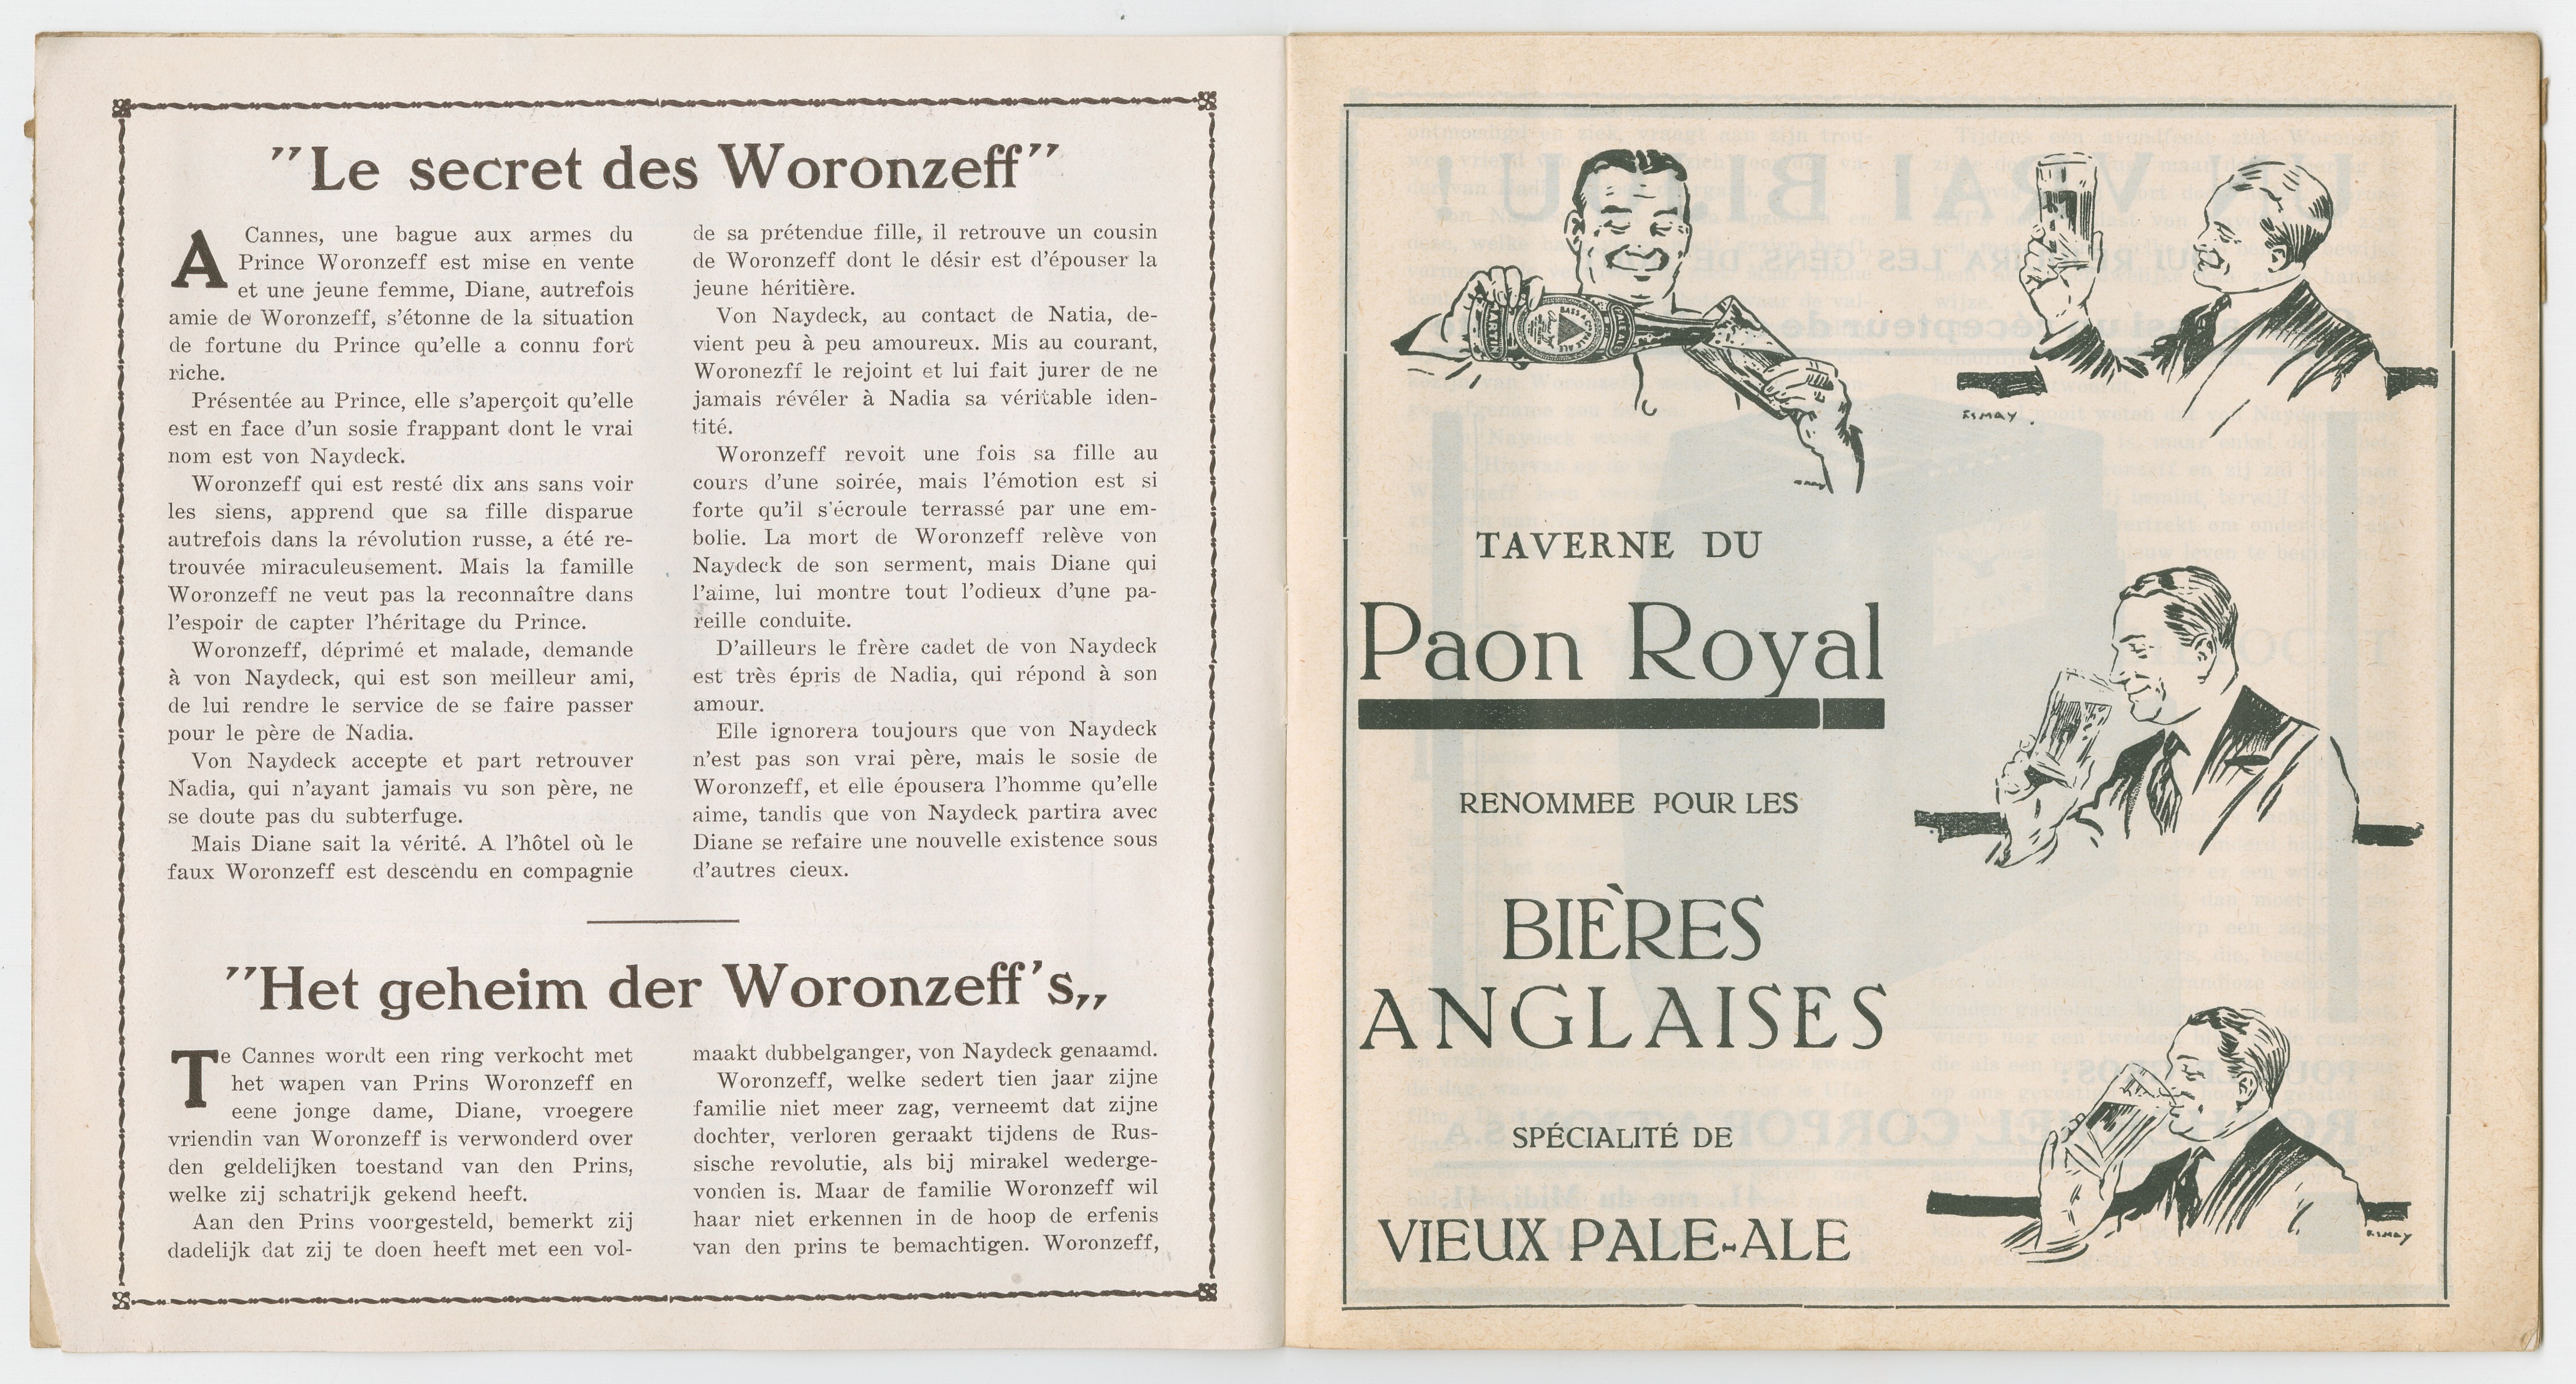 "Le secret des Woronzeff"
A Cannes, une bague aux armes du
Prince Woronzeff est mise en vente
et une jeune femme, Diane, autrefois
amie de Woronzeff, s'étonne de la situation
de fortune du Prince qu'elle a connu fort
riche.
Présentée au Prince, elle s'aperçoit qu'elle
est en face d'un sosie frappant dont le vrai
nom est von Naydeck.
Woronzeff qui est resté dix ans sans voir
les siens, apprend que sa fille disparue
autrefois dans la révolution russe, a été re-
trouvée miraculeusement. Mais la famille
Woronzeff ne veut pas la reconnaître dans
l'espoir de capter l'héritage du Prince.
Woronzeff, déprimé et malade, demande
à von Naydeck, qui est son meilleur ami,
de lui rendre le service de se faire passer
pour le père de Nadia.
Von Naydeck accepte et part retrouver
Nadia, qui n'ayant jamais vu son père, ne
se doute pas du subterfuge.
Mais Diane sait la vérité. A l'hôtel où le
faux Woronzeff est descendu en compagnie
de sa prétendue fille, il retrouve un cousin
de Woronzeff dont le désir est d'épouser la
jeune héritière.
Von Naydeck, au contact de Natia, de-
vient peu à peu amoureux. Mis au courant,
Woronezff le rejoint et lui fait jurer de ne
jamais révéler à Nadia sa véritable iden-
tité.
Woronzeff revoit une fois sa fille au
cours d'une soirée, mais l'émotion est si
forte qu'il s'écroule terrassé par une em-
bolie. La mort de Woronzeff relève von
Naydeck de son serment, mais Diane qui
l'aime, lui montre tout l'odieux d'une pa-
reille conduite.
D'ailleurs le frère cadet de von Naydeck
est très épris de Nadia, qui répond à son
amour.
Elle ignorera toujours que von Naydeck
n'est pas son vrai père, mais le sosie de
Woronzeff, et elle épousera l'homme qu'elle
aime, tandis que von Naydeck partira avec
Diane se refaire une nouvelle existence sous
d'autres cieux.
"Het geheim der Woronzeff's„
Te Cannes wordt een ring verkocht met
het wapen van Prins Woronzeff en
eene jonge dame, Diane, vroegere
vriendin van Woronzeff is verwonderd over
den geldelijken toestand van den Prins,
welke zij schatrijk gekend heeft.
Aan den Prins voorgesteld, bemerkt zij
dadelijk dat zij te doen heeft met een vol-
maakt dubbelganger, von Naydeck genaamd.
Woronzeff, welke sedert tien jaar zijne
familie niet meer zag, verneemt dat zijne
dochter, verloren geraakt tijdens de Rus-
sische revolutie, als bij mirakel wederge-
vonden is. Maar de familie Woronzeff wil
haar niet erkennen in de hoop de erfenis
van den prins te bemachtigen. Woronzeff,
BASS & Co
PALE ALE
ESMAY.
TAVERNE DU
Paon Royal
RENOMMEE POUR LES
BIÈRES
ANGLAISES
SPÉCIALITÉ DE
VIEUX PALE-ALE
ESMAY